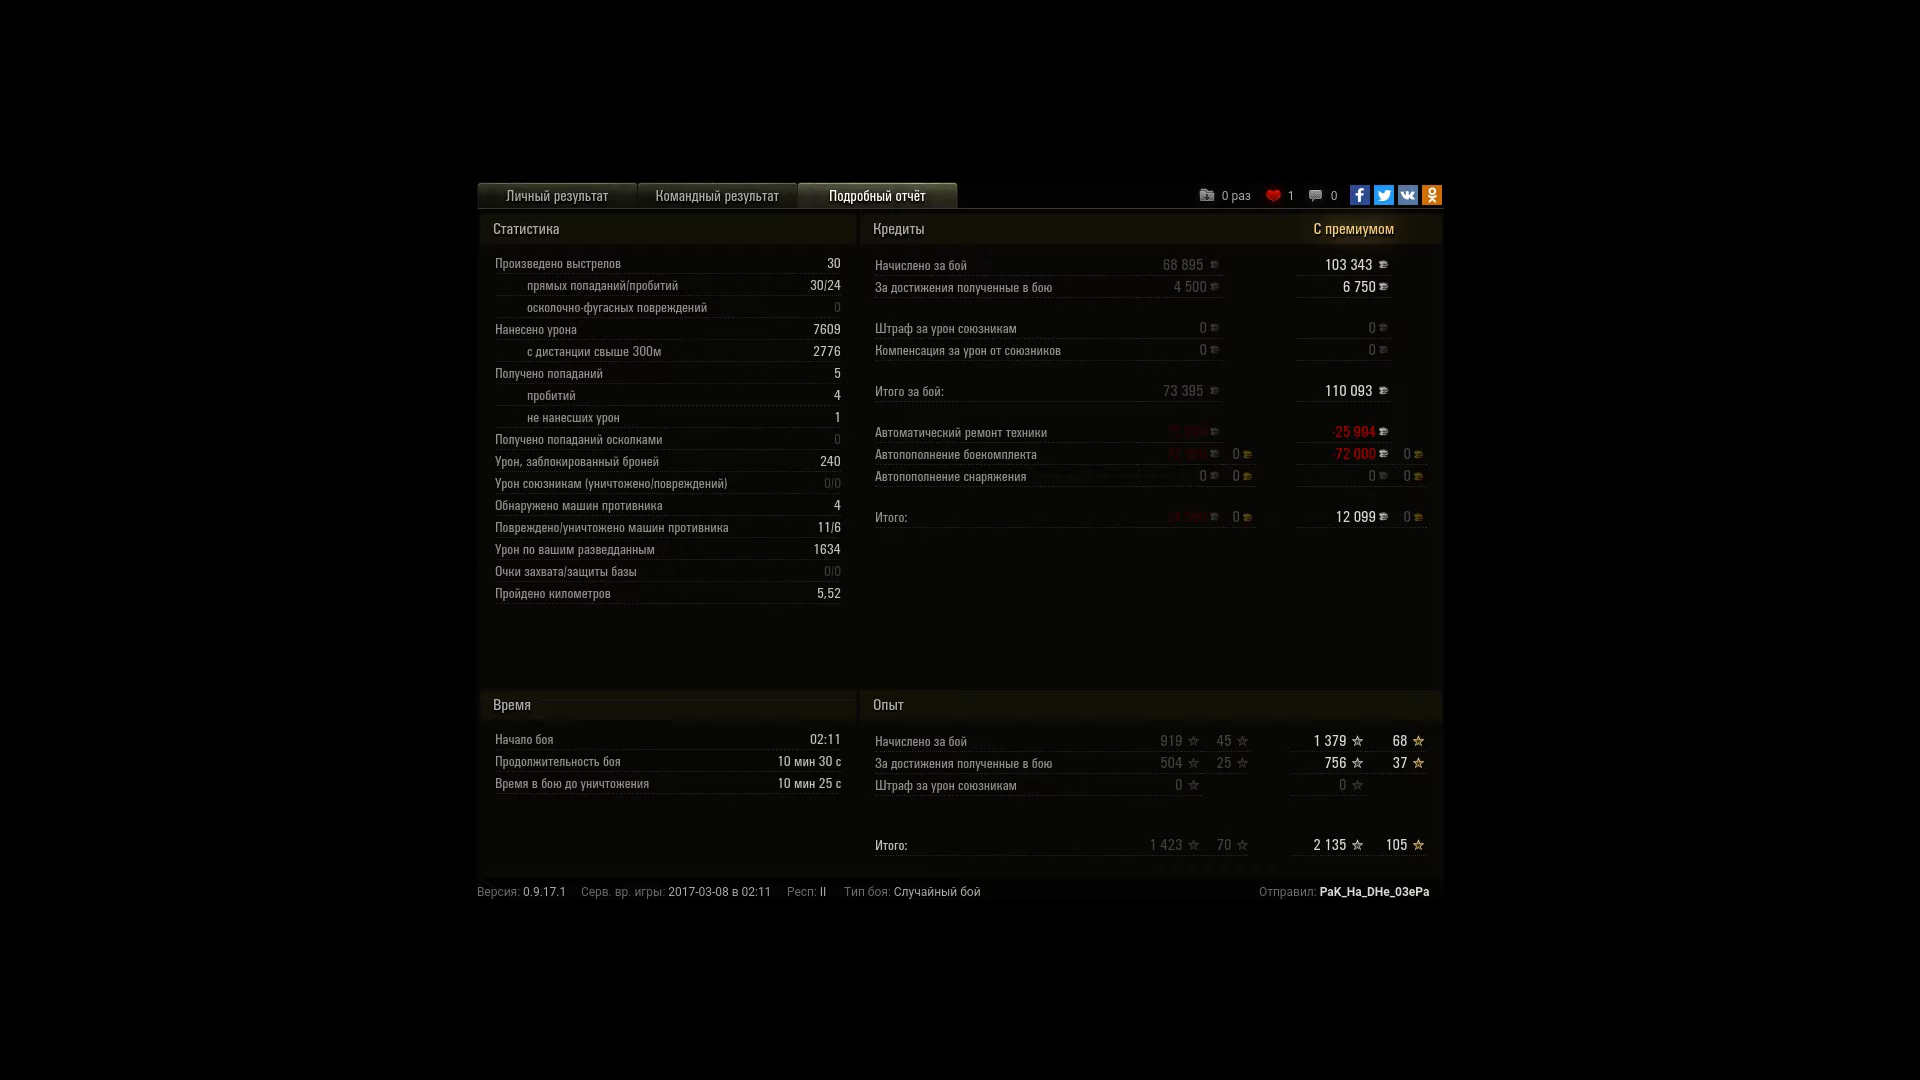 Личный результат Командный результат Подробный отчёт 0 раз 1 0
Статистика
Произведено выстрелов 30
прямых попаданий/пробитий 30/24
осколочно-фугасных повреждений 0
Нанесено урона 7609
с дистанции свыше 300м 2776
Получено попаданий 5
пробитий 4
не нанесших урон 1
Получено попаданий осколками 0
Урон, заблокированный броней 240
Урон союзникам (уничтожено/повреждений) 0/0
Обнаружено машин противника 4
Повреждено/уничтожено машин противника 11/6
Урон по вашим разведданным 1634
Очки захвата/защиты базы 0/0
Пройдено километров 5,52
Кредиты С премиумом
Начислено за бой 68 895 103 343
За достижения полученные в бою 4 500 6 750
Штраф за урон союзникам 0 0
Компенсация за урон от союзников 0 0
Итого за бой: 73 395 110 093
Автоматический ремонт техники -25 994
Автопополнение боекомплекта 0 -72 000 0
Автопополнение снаряжения 0 0 0 0
Итого: 0 12 099 0
Время
Начало боя 02:11
Продолжительность боя 10 мин 30 с
Время в бою до уничтожения 10 мин 25 с
Опыт
Начислено за бой 919 45 1 379 68
За достижения полученные в бою 504 25 756 37
Штраф за урон союзникам 0 0
Итого: 1 423 70 2 135 105
Версия: 0.9.17.1 Серв. вр. игры: 2017-03-08 в 02:11 Респ: II Тип боя: Случайный бой Отправил: PaK_Ha_DHe_03ePa